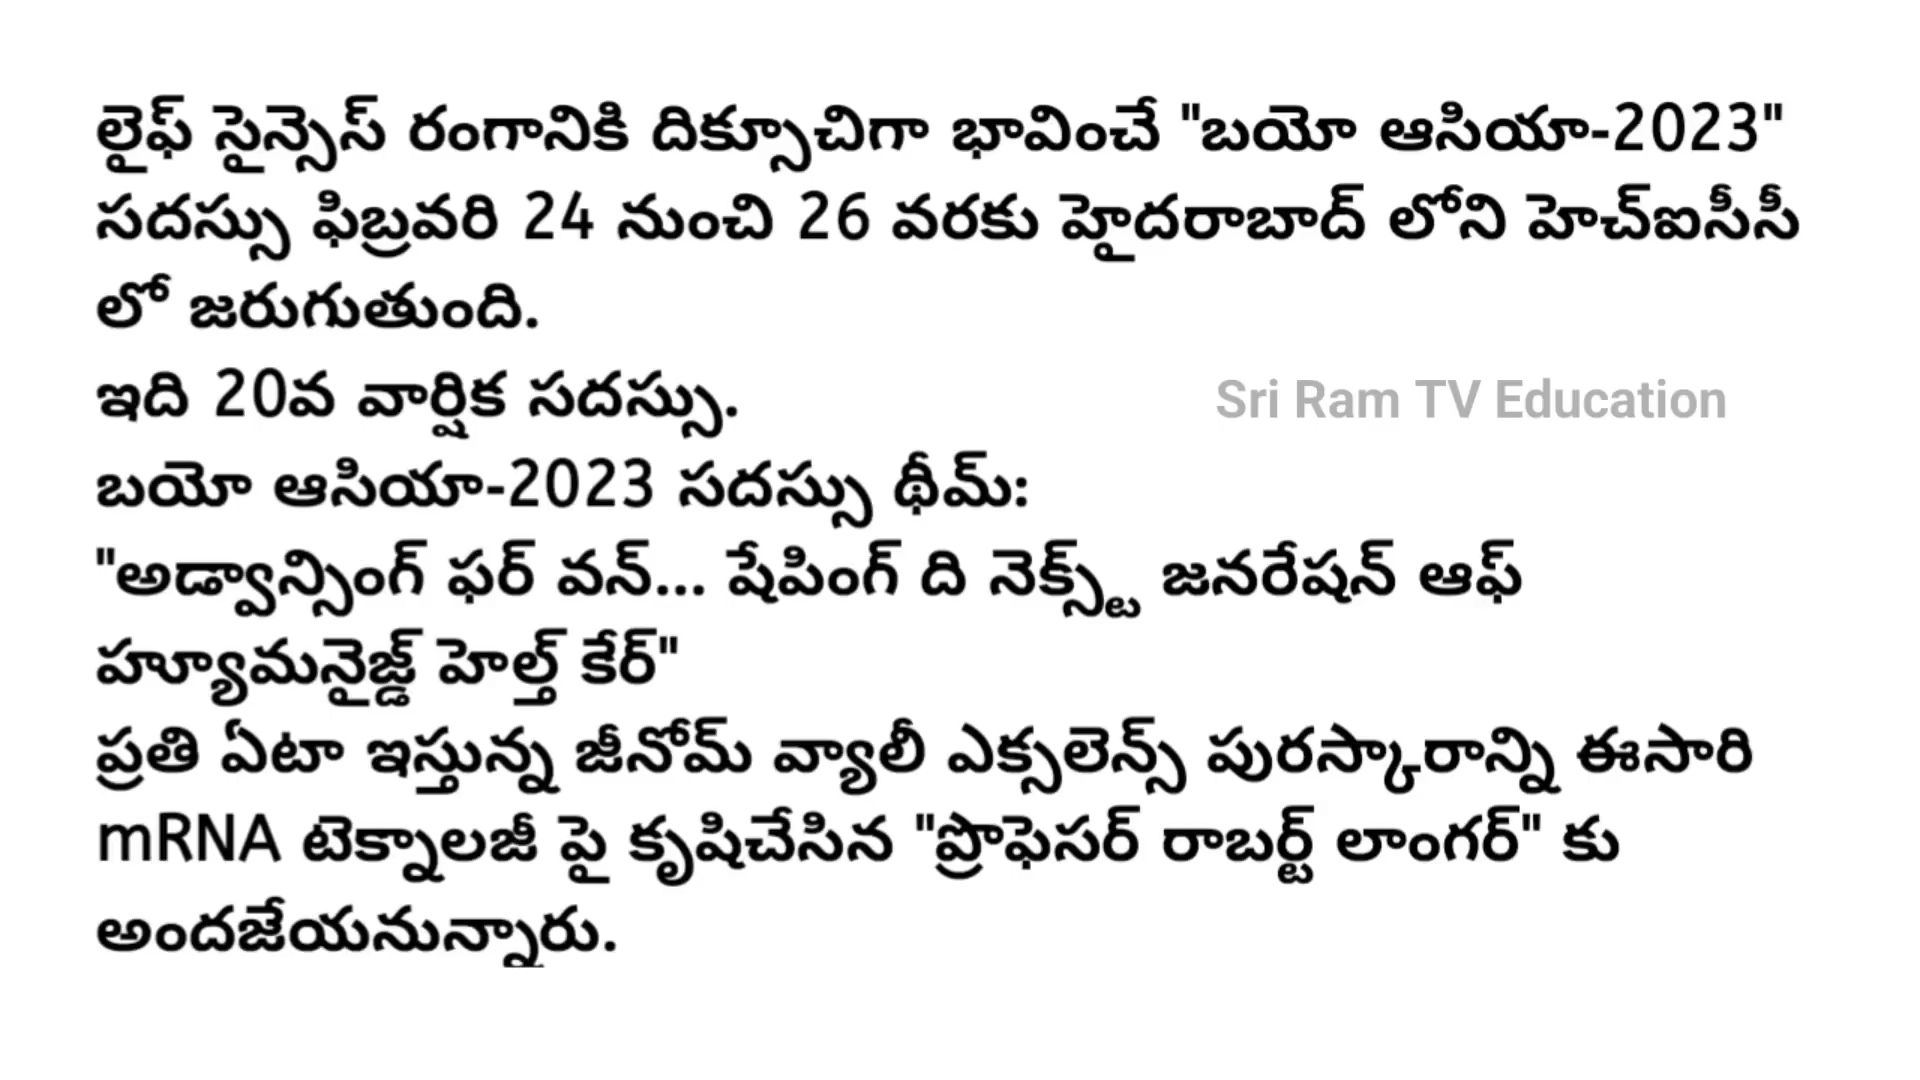 లైఫ్ సైన్సెస్ రంగానికి దిక్సూచిగా భావించే "బయో ఆసియా-2023"
సదస్సు ఫిబ్రవరి 24 నుంచి 26 వరకు హైదరాబాద్ లోని హెచ్ఐసీసీ
లో జరుగుతుంది.
ఇది 20వ వార్షిక సదస్సు.
Sri Ram TV Education
బయో ఆసియా-2023 సదస్సు థీమ్:
"అడ్వాన్సింగ్ ఫర్ వన్... షేపింగ్ ది నెక్స్ట్ జనరేషన్ ఆఫ్
హ్యూమనైజ్డ్ హెల్త్ కేర్"
ప్రతి ఏటా ఇస్తున్న జీనోమ్ వ్యాలీ ఎక్సలెన్స్ పురస్కారాన్ని ఈసారి
mRNA టెక్నాలజీ పై కృషిచేసిన "ప్రొఫెసర్ రాబర్ట్ లాంగర్" కు
అందజేయనున్నారు.